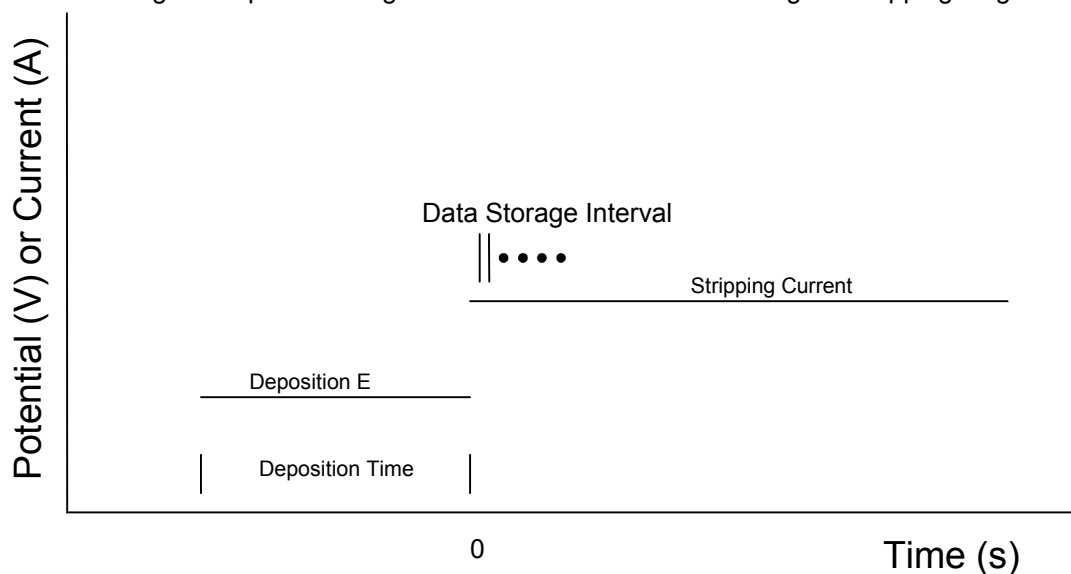 Potential (V) or Current (A)
Data Storage Interval
Stripping Current
Deposition E
Deposition Time
0
Time (s)